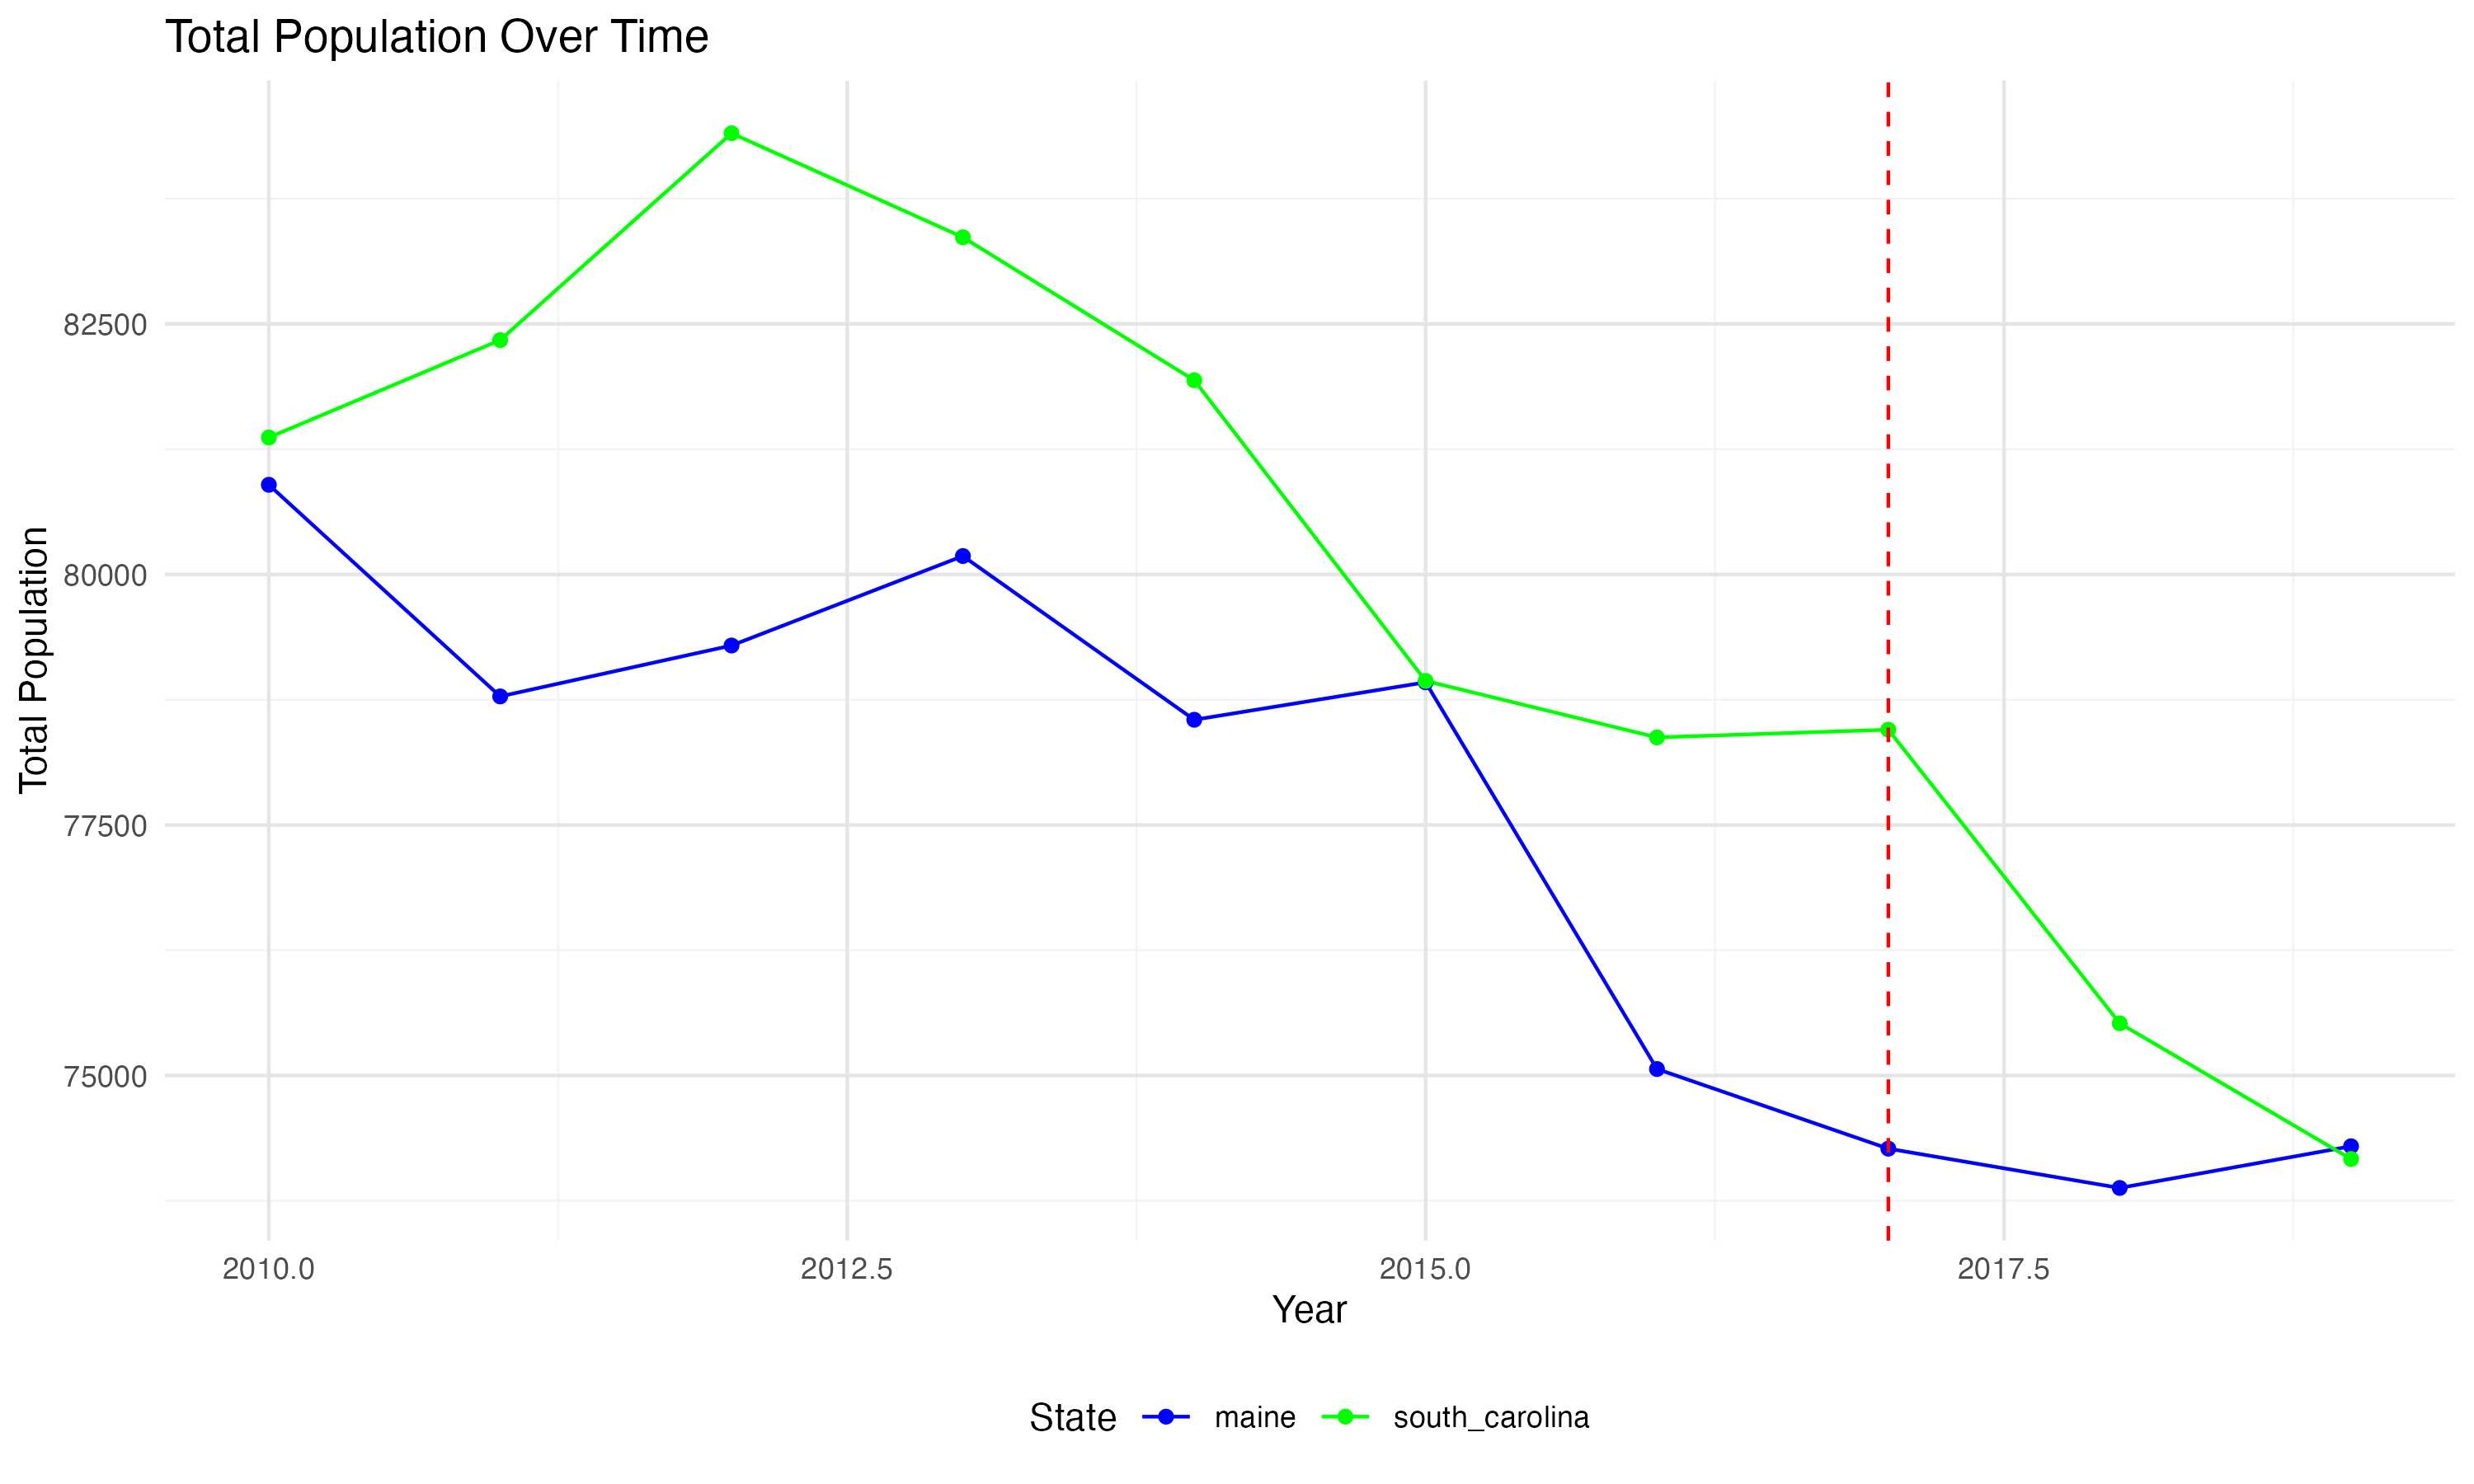 Total Population Over Time
Total Population
82500
80000
77500
75000
2010.0 2012.5 2015.0 2017.5
Year
State maine south_carolina